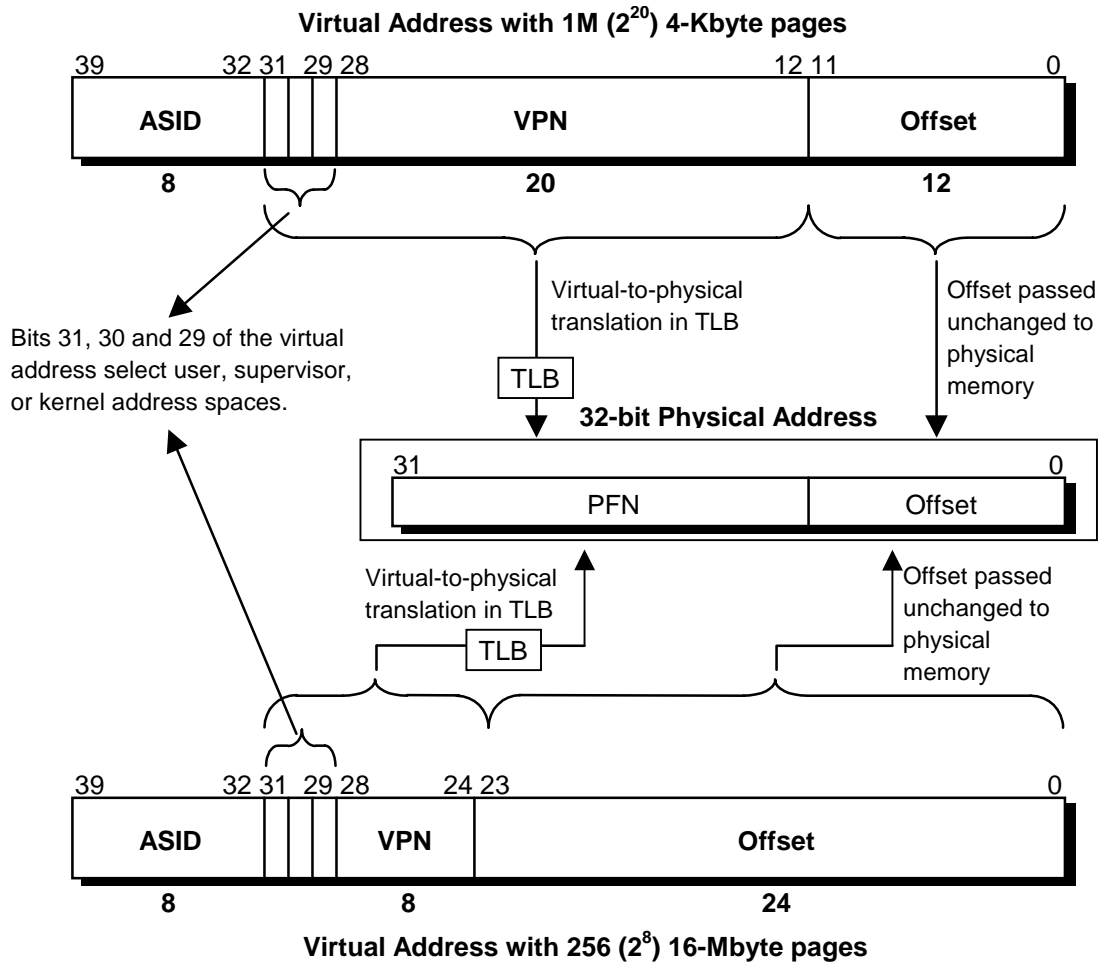 Virtual Address with 1M (2²⁰) 4-Kbyte pages
39 32 31 29 28 12 11 0
ASID VPN Offset
8 20 12
Virtual-to-physical
translation in TLB
Offset passed
unchanged to
physical
memory
Bits 31, 30 and 29 of the virtual
address select user, supervisor,
or kernel address spaces.
TLB
32-bit Physical Address
31 0
PFN Offset
Virtual-to-physical
translation in TLB
TLB
Offset passed
unchanged to
physical
memory
39 32 31 29 28 24 23 0
ASID VPN Offset
8 8 24
Virtual Address with 256 (2⁸) 16-Mbyte pages